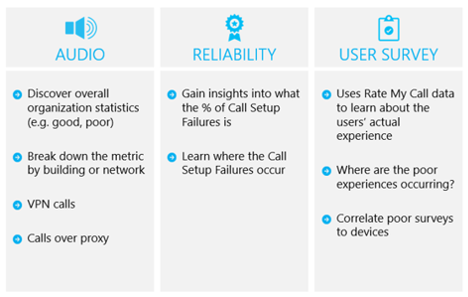 AUDIO
Discover overall
organization statistics
(e.g. good, poor)
Break down the metric
by building or network
VPN calls
Calls over proxy
RELIABILITY
Gain insights into what
the % of Call Setup
Failures is
Learn where the Call
Setup Failures occur
USER SURVEY
Uses Rate My Call data
to learn about the
users' actual
experience
Where are the poor
experiences occurring?
Correlate poor surveys
to devices